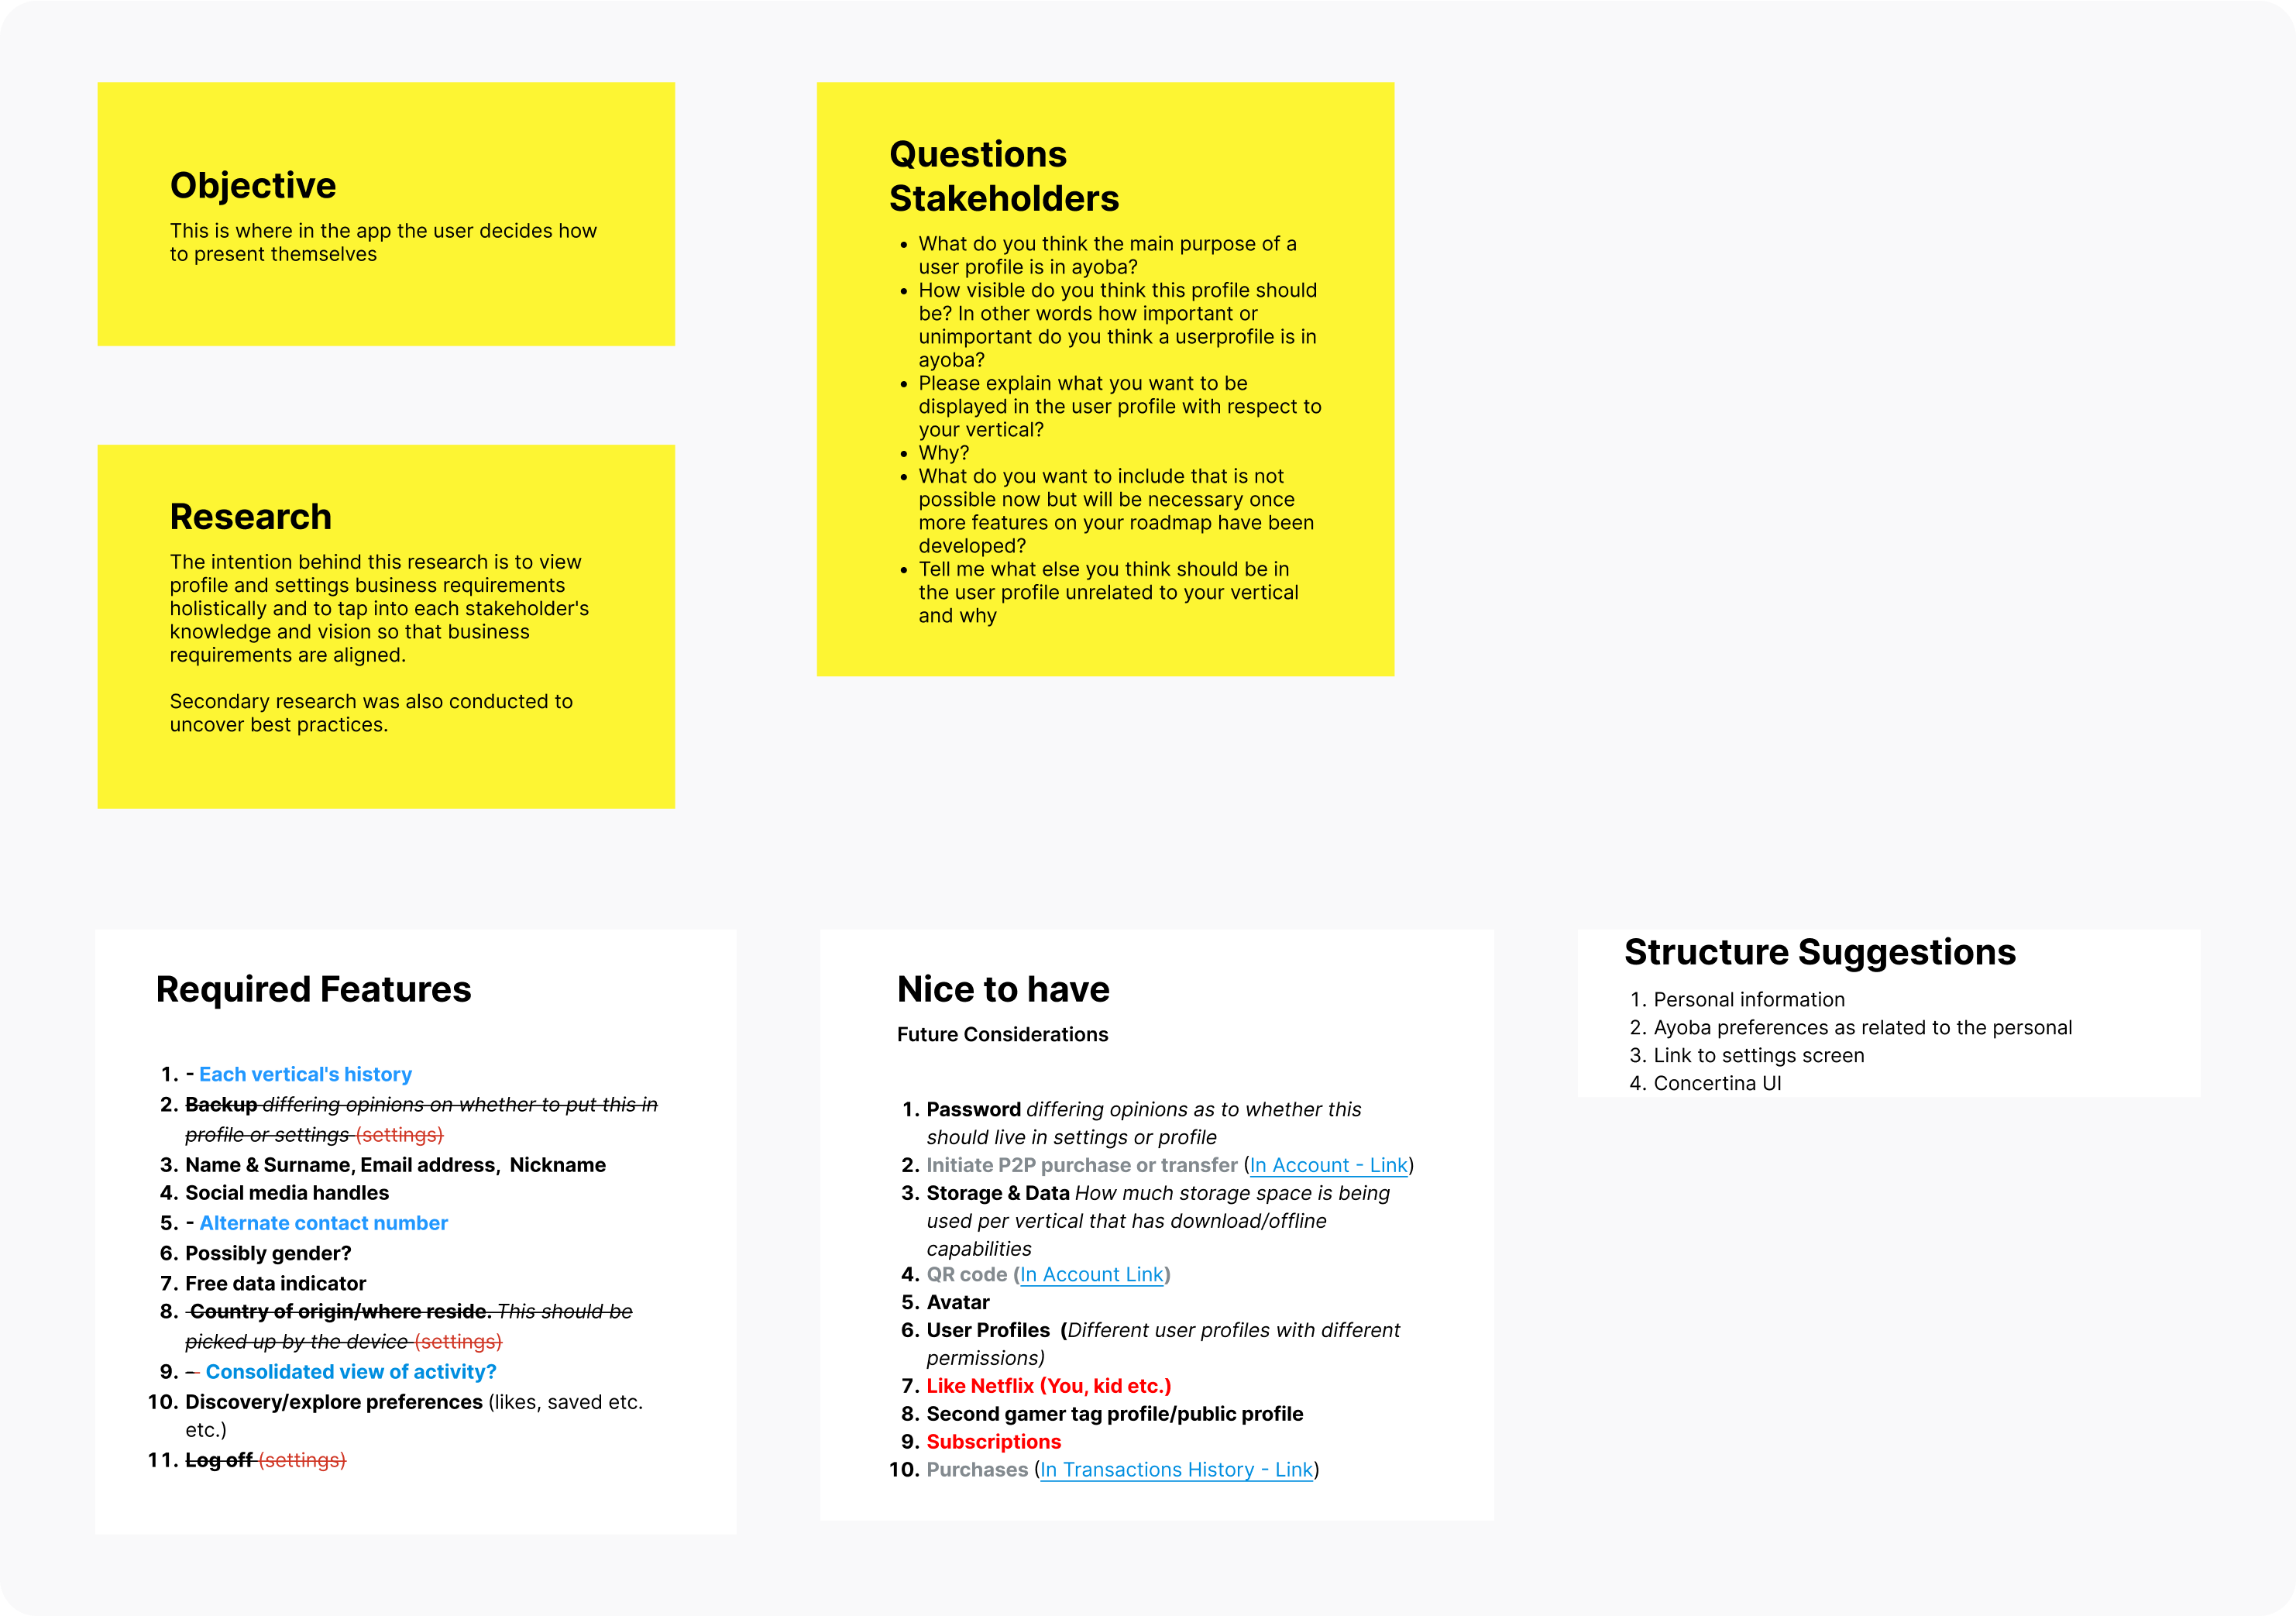 Objective
This is where in the app the user decides how
to present themselves
Research
The intention behind this research is to view
profile and settings business requirements
holistically and to tap into each stakeholder's
knowledge and vision so that business
requirements are aligned.
Secondary research was also conducted to
uncover best practices.
Questions
Stakeholders
• What do you think the main purpose of a
user profile is in ayoba?
• How visible do you think this profile should
be? In other words how important or
unimportant do you think a userprofile is in
ayoba?
• Please explain what you want to be
displayed in the user profile with respect to
your vertical?
• Why?
• What do you want to include that is not
possible now but will be necessary once
more features on your roadmap have been
developed?
• Tell me what else you think should be in
the user profile unrelated to your vertical
and why
Required Features
1. - Each vertical's history
2. Backup differing opinions on whether to put this in
profile or settings (settings)
3. Name & Surname, Email address,  Nickname
4. Social media handles
5. - Alternate contact number
6. Possibly gender?
7. Free data indicator
8. Country of origin/where reside. This should be
picked up by the device (settings)
9. – Consolidated view of activity?
10. Discovery/explore preferences (likes, saved etc.
etc.)
11. Log off (settings)
Nice to have
Future Considerations
1. Password differing opinions as to whether this
should live in settings or profile
2. Initiate P2P purchase or transfer (In Account - Link)
3. Storage & Data How much storage space is being
used per vertical that has download/offline
capabilities
4. QR code (In Account Link)
5. Avatar
6. User Profiles  (Different user profiles with different
permissions)
7. Like Netflix (You, kid etc.)
8. Second gamer tag profile/public profile
9. Subscriptions
10. Purchases (In Transactions History - Link)
Structure Suggestions
1. Personal information
2. Ayoba preferences as related to the personal
3. Link to settings screen
4. Concertina UI